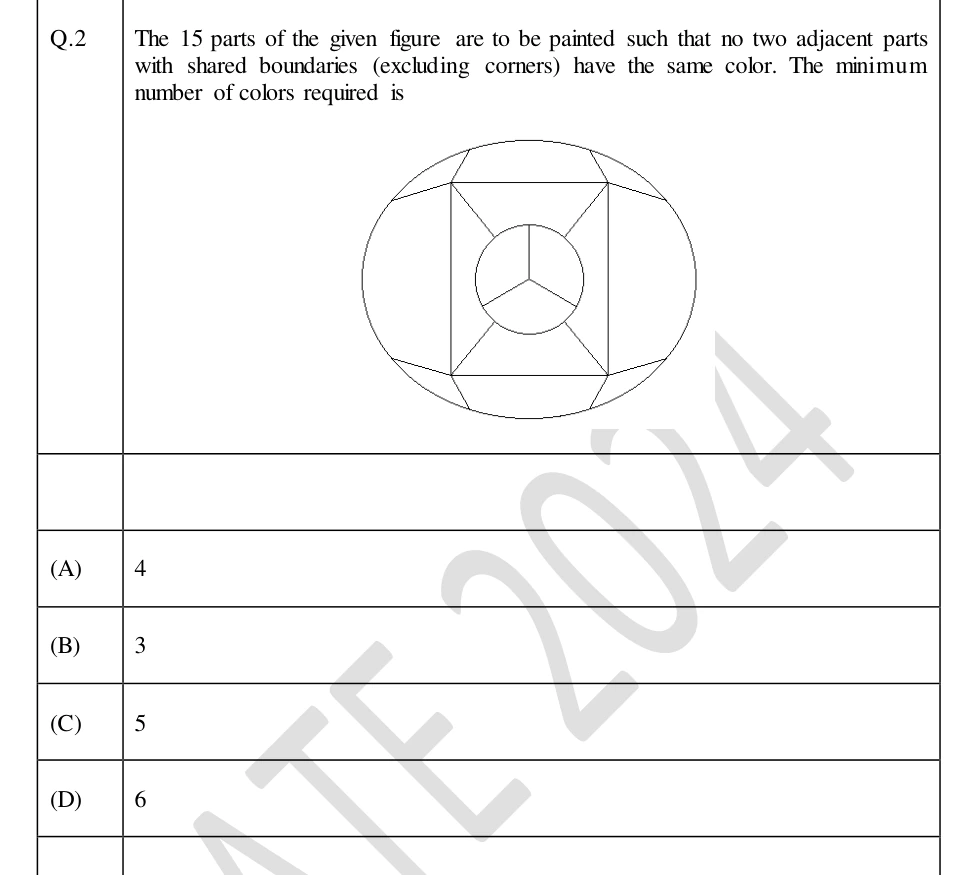 Q.2 The 15 parts of the given figure are to be painted such that no two adjacent parts
with shared boundaries (excluding corners) have the same color. The minimum
number of colors required is
(A) 4
(B) 3
(C) 5
(D) 6
ATE 2024